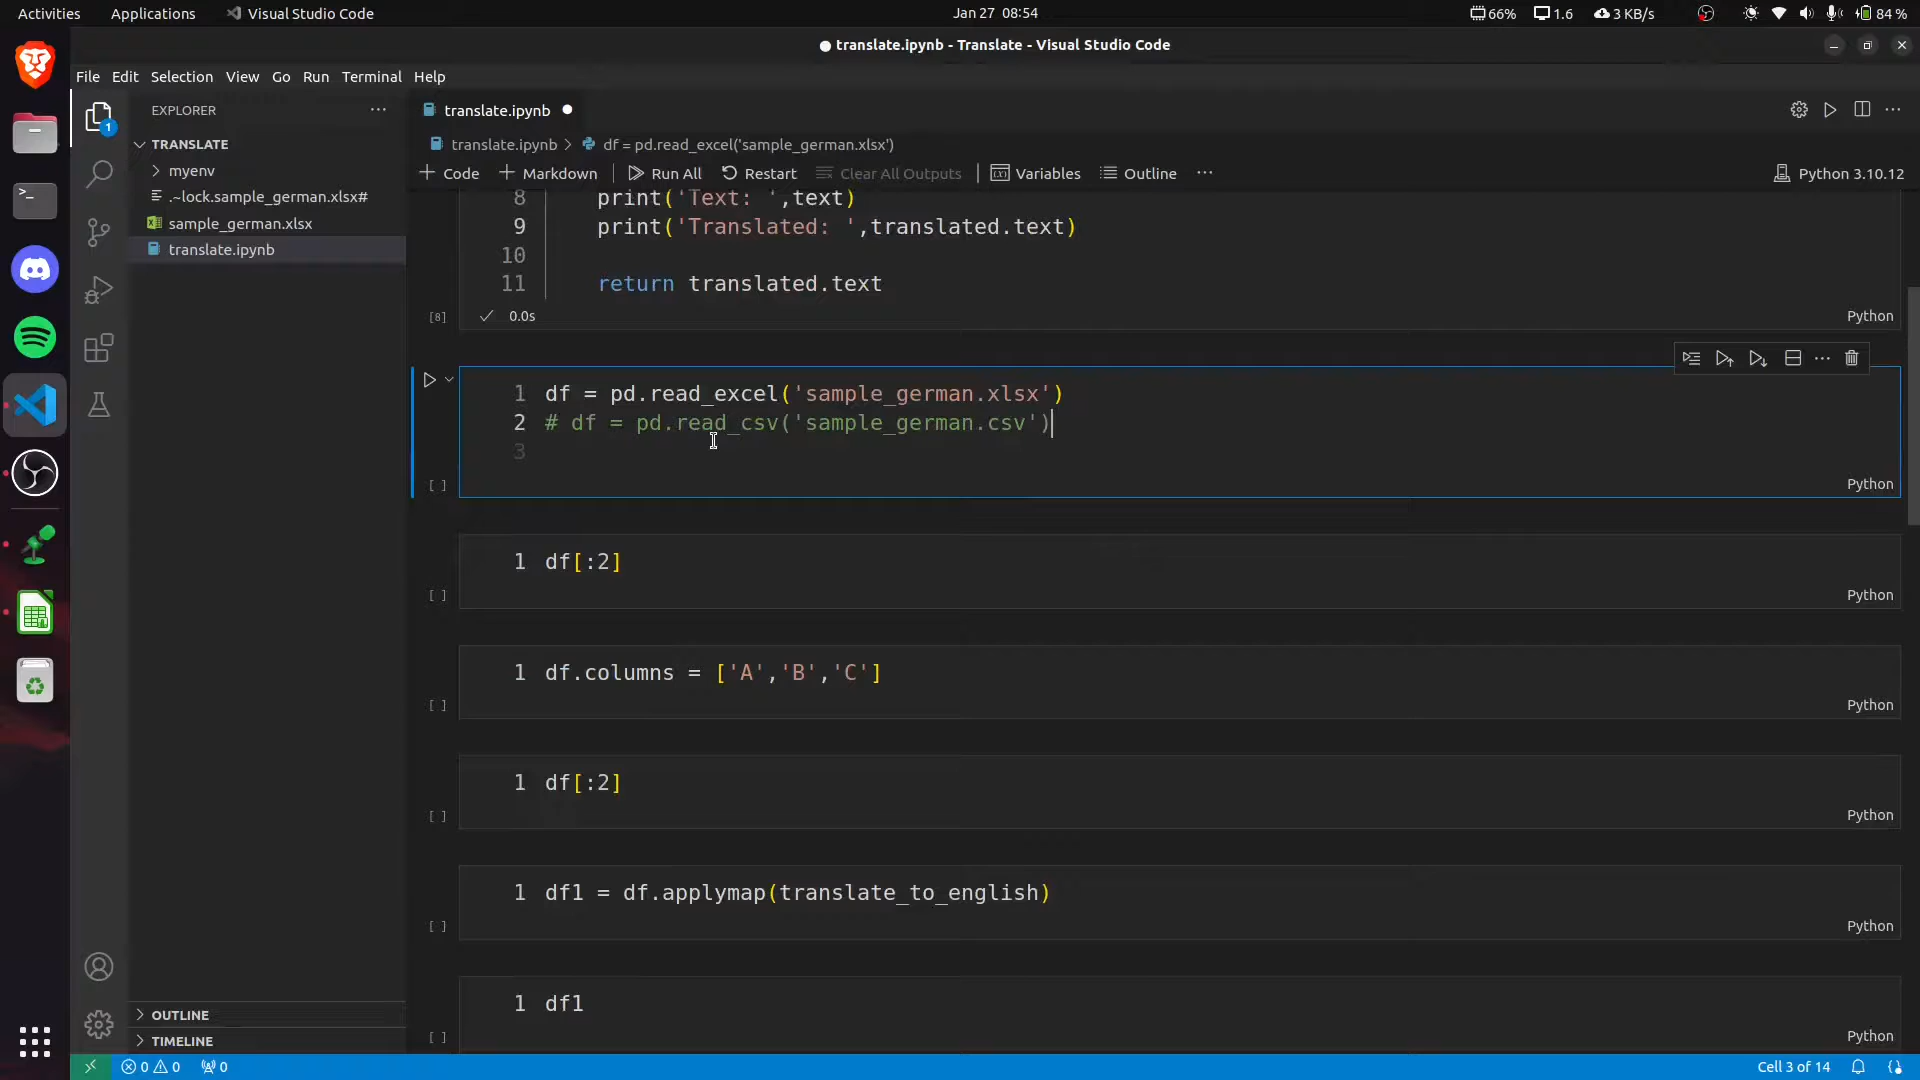 Activities Applications Visual Studio Code Jan 27 08:54 66% 1.6 3 KB/s 84 %
translate.ipynb - Translate - Visual Studio Code
File Edit Selection View Go Run Terminal Help
EXPLORER
1
TRANSLATE
myenv
.~lock.sample_german.xlsx#
sample_german.xlsx
translate.ipynb
OUTLINE
TIMELINE
translate.ipynb
translate.ipynb > df = pd.read_excel('sample_german.xlsx')
+ Code + Markdown Run All Restart Clear All Outputs Variables Outline ... Python 3.10.12
8 print('Text: ',text)
9 print('Translated: ',translated.text)
10
11 return translated.text
[8] 0.0s Python
1 df = pd.read_excel('sample_german.xlsx')
2 # df = pd.read_csv('sample_german.csv')
3
[ ] Python
1 df[:2]
[ ] Python
1 df.columns = ['A','B','C']
[ ] Python
1 df[:2]
[ ] Python
1 df1 = df.applymap(translate_to_english)
[ ] Python
1 df1
[ ] Python
0 0 0 Cell 3 of 14